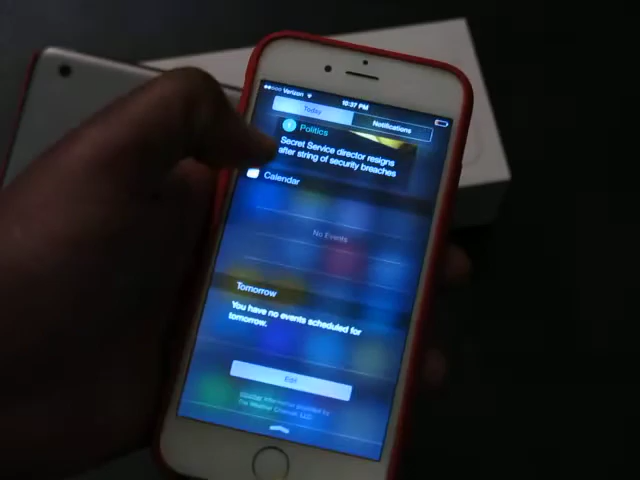 Verizon
10:37 PM
Today
Notifications
Politics
Secret Service director resigns
after string of security breaches
Calendar
No Events
Tomorrow
You have no events scheduled for
tomorrow.
Edit
Weather information provided by
The Weather Channel, LLC.